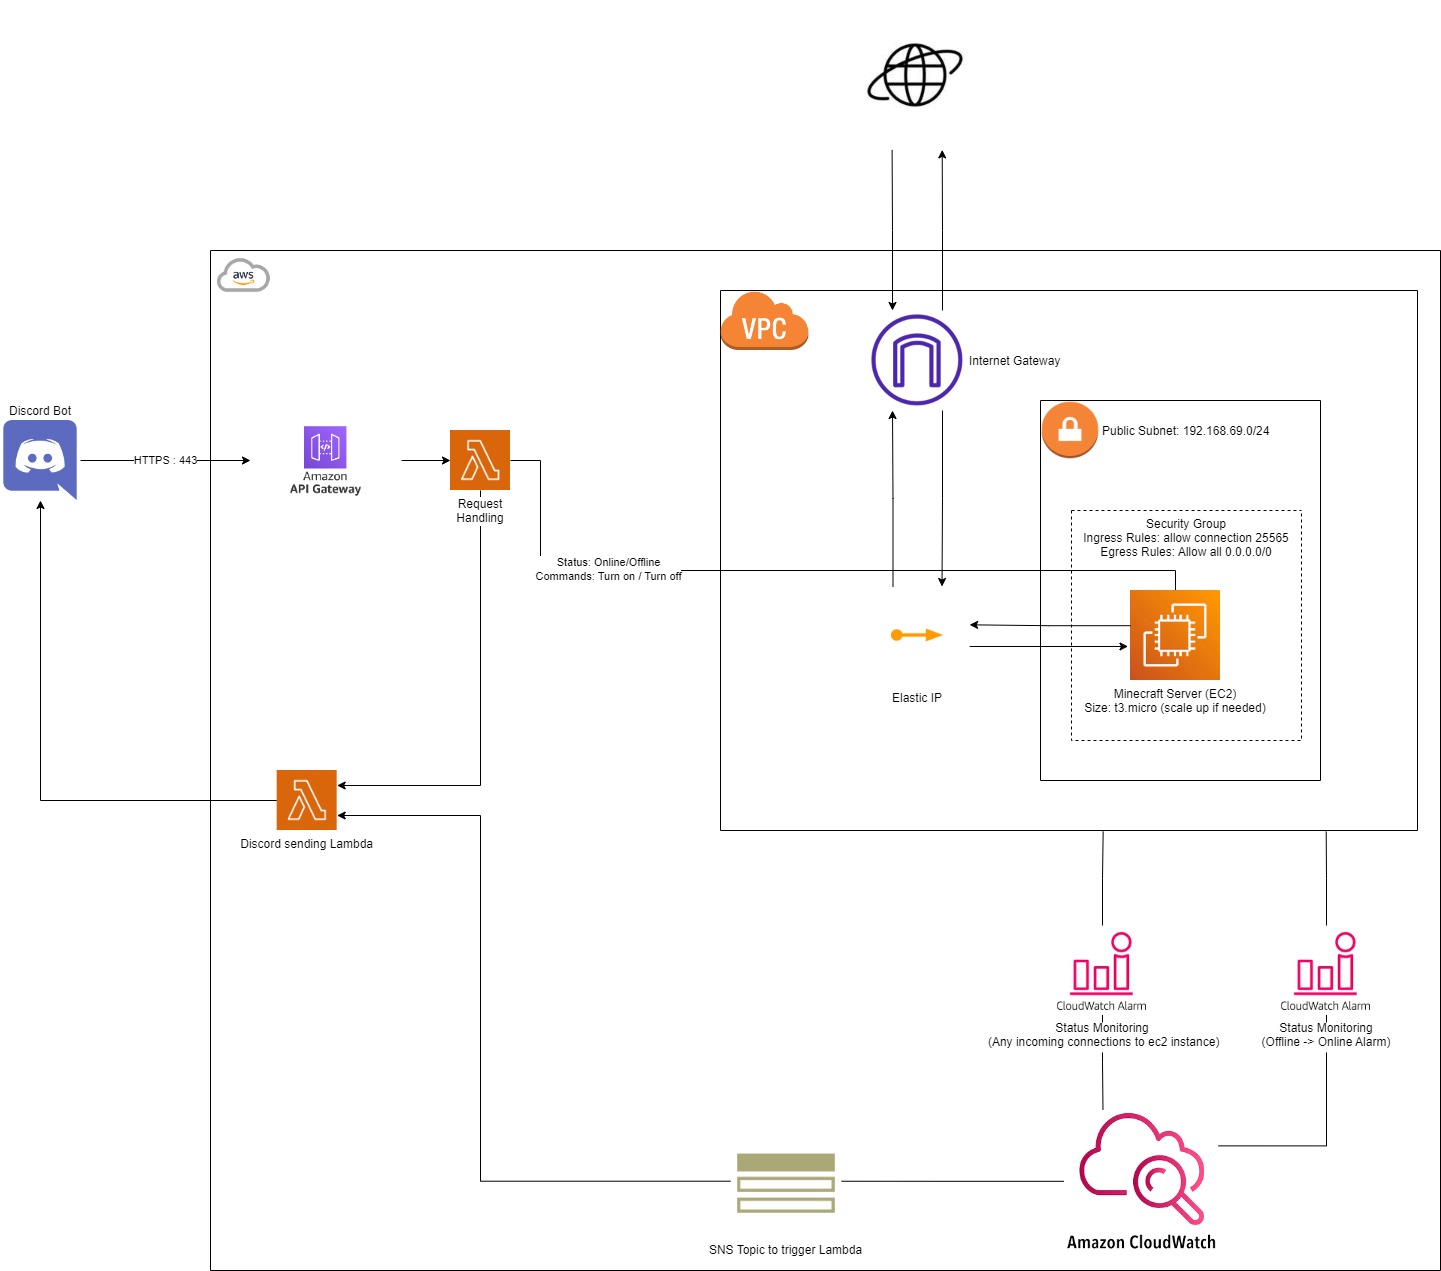 aws
VPC
Internet Gateway
Discord Bot
Public Subnet: 192.168.69.0/24
HTTPS : 443
Amazon
API Gateway
Request
Handling
Security Group
Ingress Rules: allow connection 25565
Egress Rules: Allow all 0.0.0.0/0
Status: Online/Offline
Commands: Turn on / Turn off
Elastic IP
Minecraft Server (EC2)
Size: t3.micro (scale up if needed)
Discord sending Lambda
CloudWatch Alarm
Status Monitoring
(Any incoming connections to ec2 instance)
CloudWatch Alarm
Status Monitoring
(Offline -> Online Alarm)
SNS Topic to trigger Lambda
Amazon CloudWatch